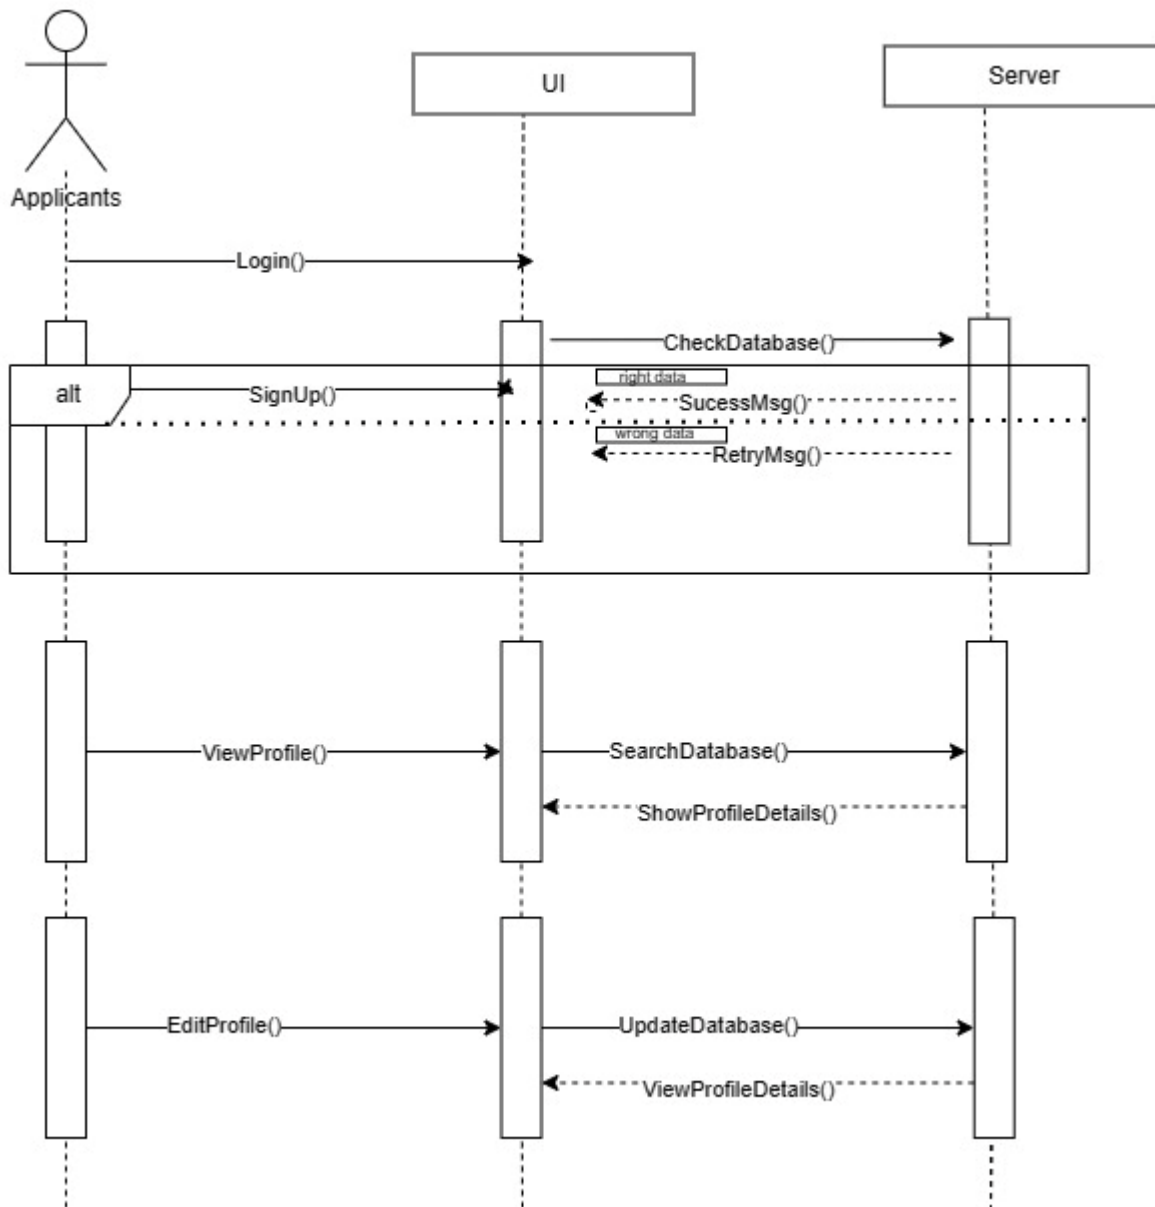 UI
Server
Applicants
Login()
CheckDatabase()
alt
SignUp()
right data
SucessMsg()
wrong data
RetryMsg()
ViewProfile()
SearchDatabase()
ShowProfileDetails()
EditProfile()
UpdateDatabase()
ViewProfileDetails()